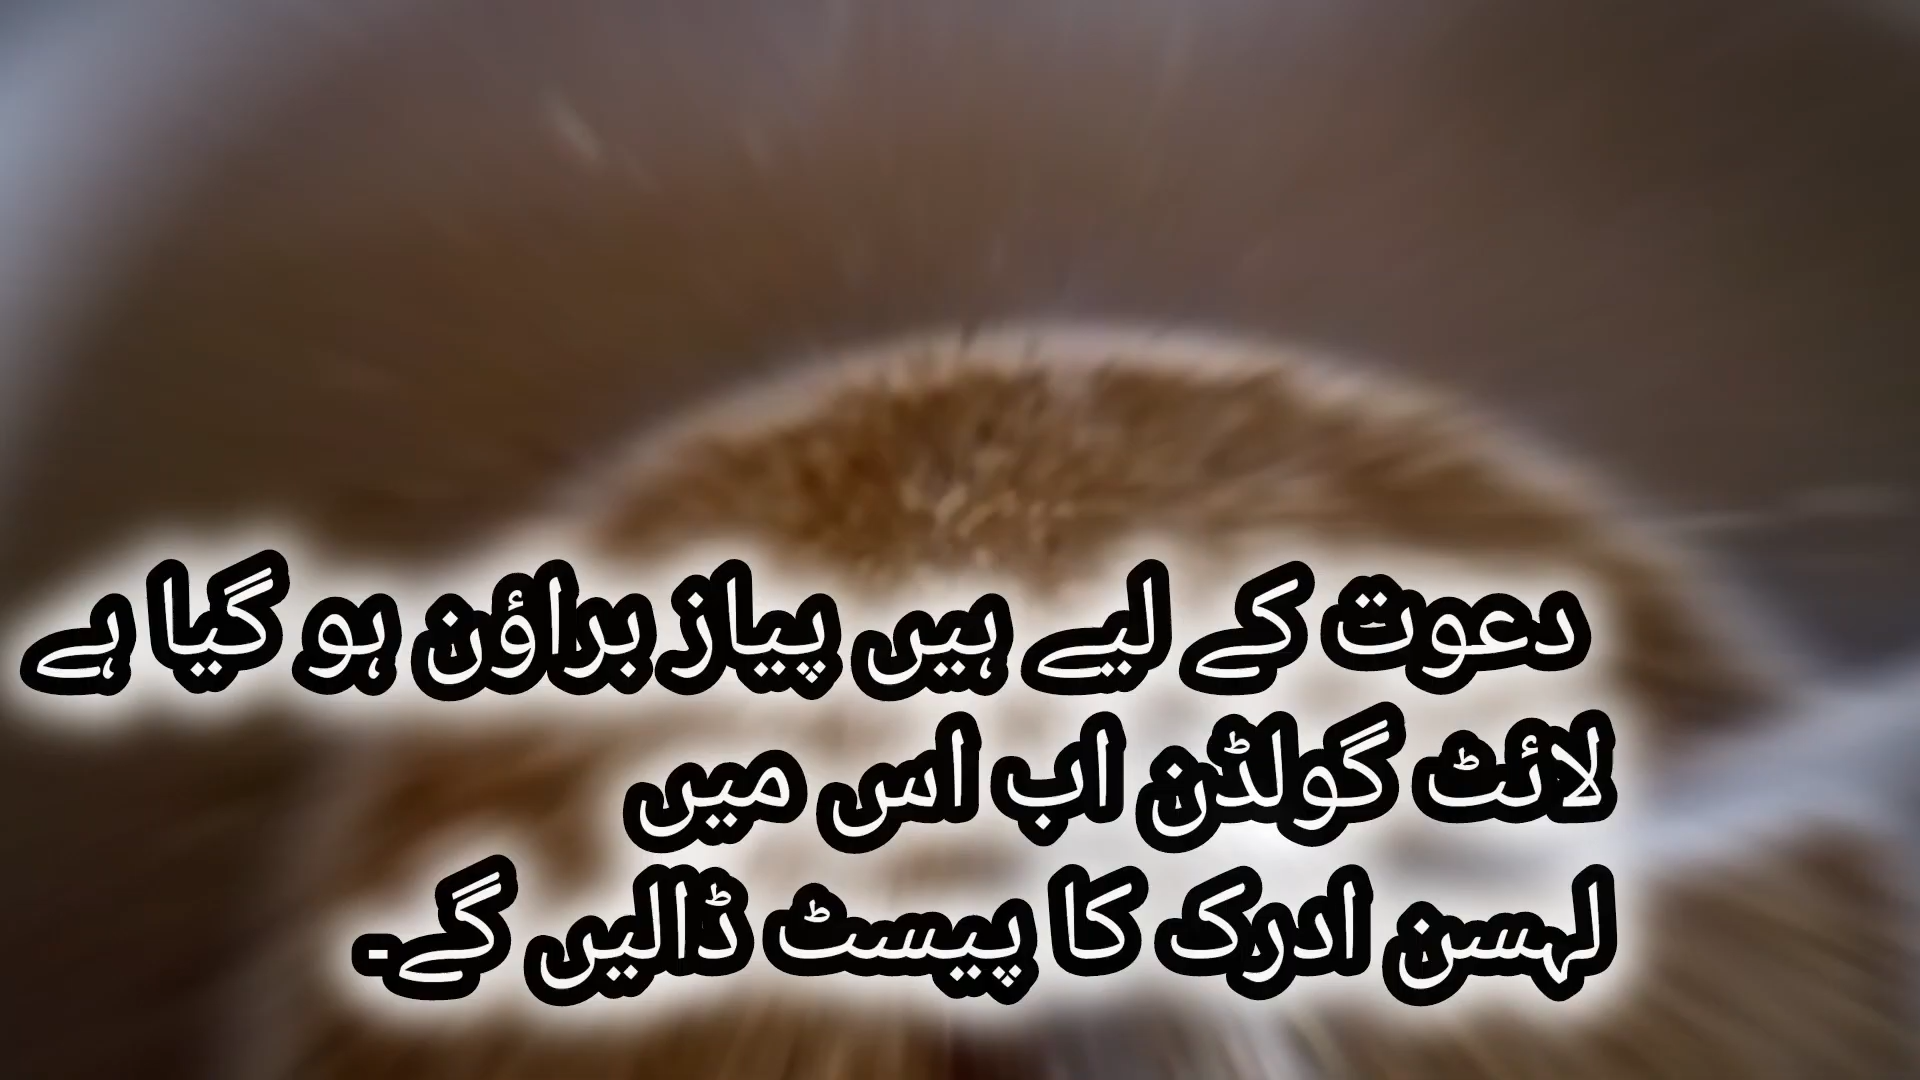 دعوت کے لیے ہیں پیاز براؤن ہو گیا ہے
لائٹ گولڈن اب اس میں
لہسن ادرک کا پیسٹ ڈالیں گے۔